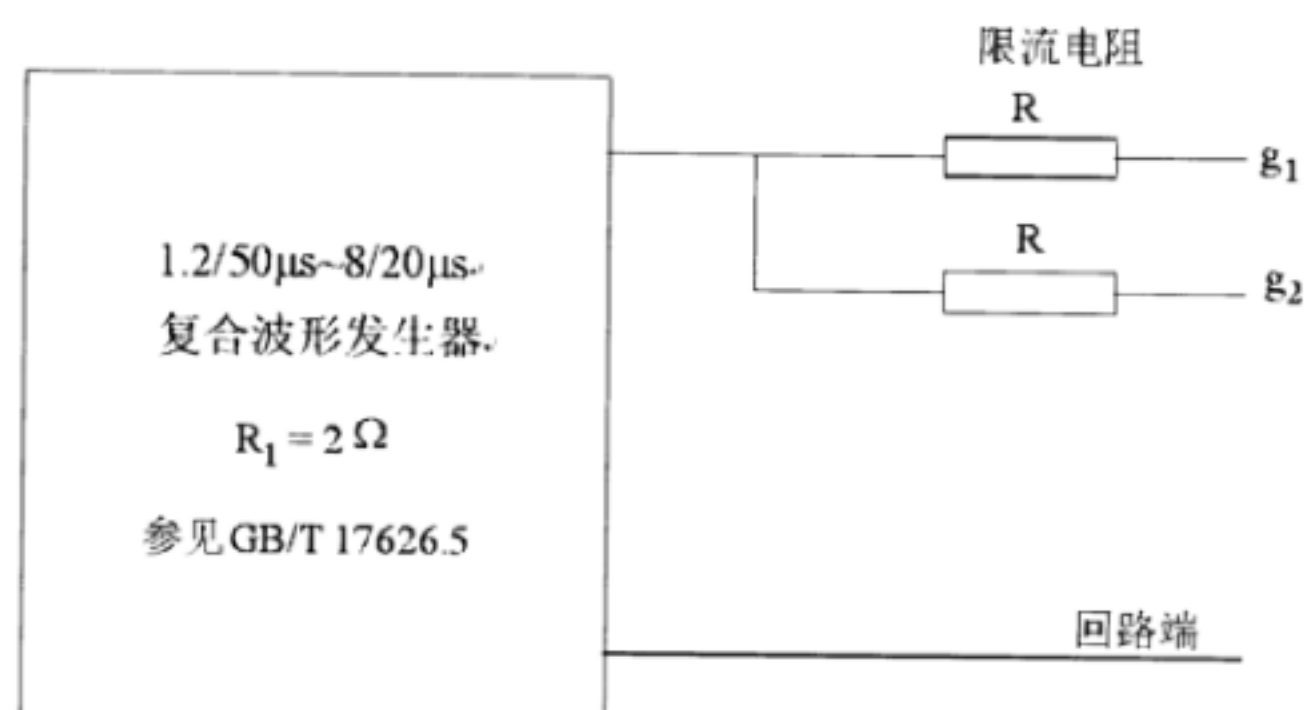 限流电阻
R
g1
R
g2
1.2/50μs~8/20μs
复合波形发生器
R1 = 2 Ω
参见GB/T 17626.5
回路端